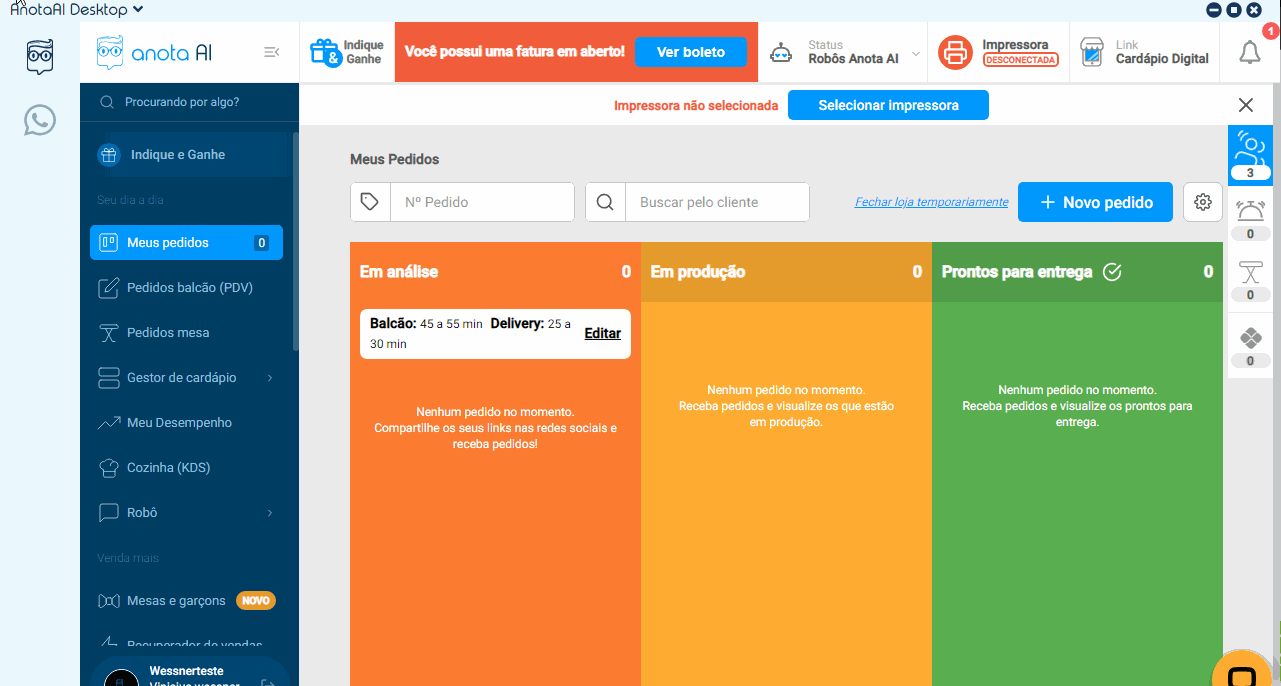 AnotaAI Desktop
anota AI
Indique
& Ganhe
Você possui uma fatura em aberto!
Ver boleto
Status
Robôs Anota AI
Impressora
DESCONECTADA
Link
Cardápio Digital
1
Procurando por algo?
Impressora não selecionada
Selecionar impressora
Indique e Ganhe
Seu dia a dia
Meus pedidos 0
Pedidos balcão (PDV)
Pedidos mesa
Gestor de cardápio
Meu Desempenho
Cozinha (KDS)
Robô
Venda mais
Mesas e garçons NOVO
Recuperador de vendas
Wessnerteste
Vinicius wessner
Meus Pedidos
Nº Pedido
Buscar pelo cliente
Fechar loja temporariamente
+ Novo pedido
Em análise 0
Balcão: 45 a 55 min Delivery: 25 a
30 min
Editar
Nenhum pedido no momento.
Compartilhe os seus links nas redes sociais e
receba pedidos!
Em produção 0
Nenhum pedido no momento.
Receba pedidos e visualize os que estão
em produção.
Prontos para entrega 0
Nenhum pedido no momento.
Receba pedidos e visualize os prontos para
entrega.
3
0
0
0